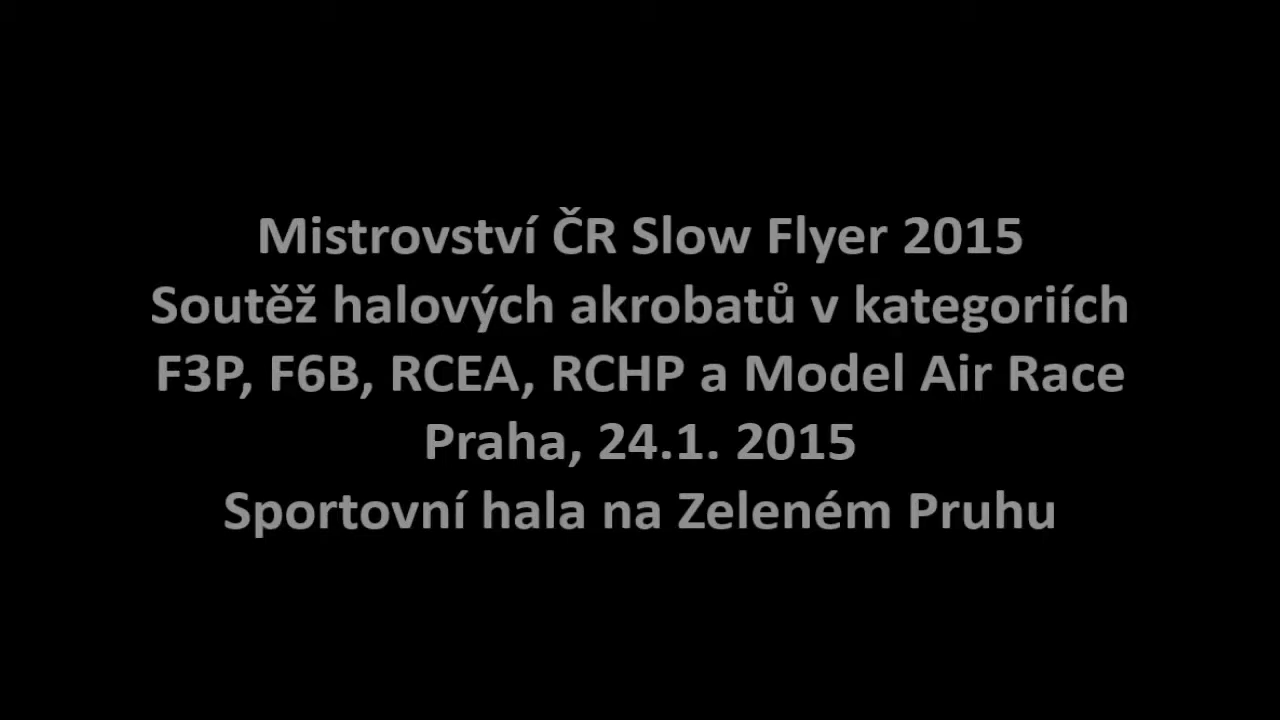 Mistrovství ČR Slow Flyer 2015
Soutěž halových akrobatů v kategoriích
F3P, F6B, RCEA, RCHP a Model Air Race
Praha, 24.1. 2015
Sportovní hala na Zeleném Pruhu